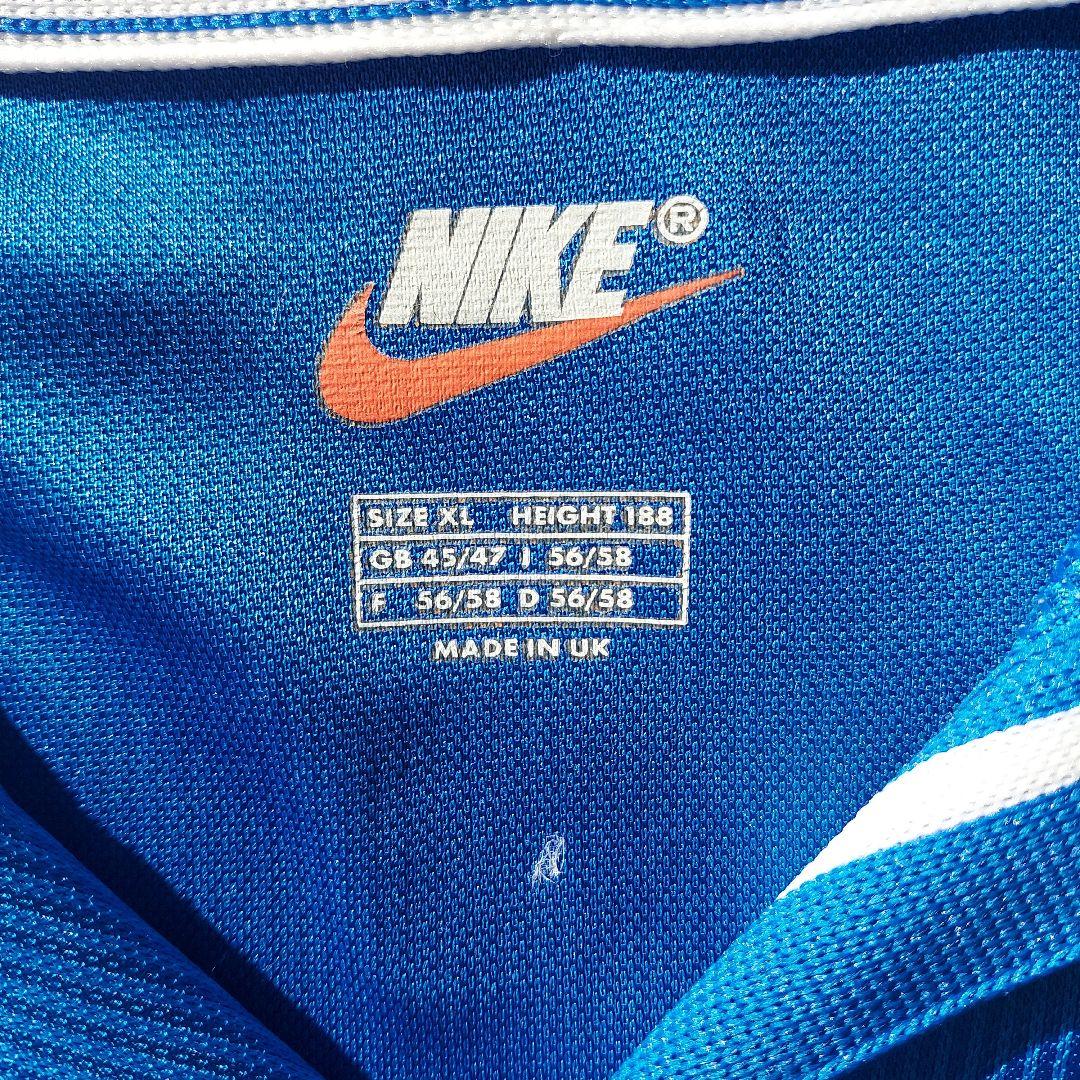 NIKE®
SIZE XL HEIGHT 188
GB 45/47 I 56/58
F 56/58 D 56/58
MADE IN UK